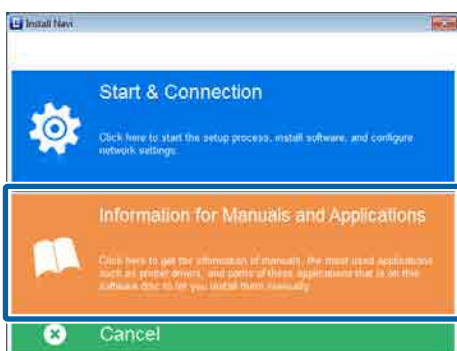 Install Navi
Start & Connection
Click here to start the setup process, install software, and configure
network settings.
Information for Manuals and Applications
Click here to get the information of manuals, the most used applications
such as printer drivers, and parts of these applications that is on this
software disc to let you install them manually.
Cancel